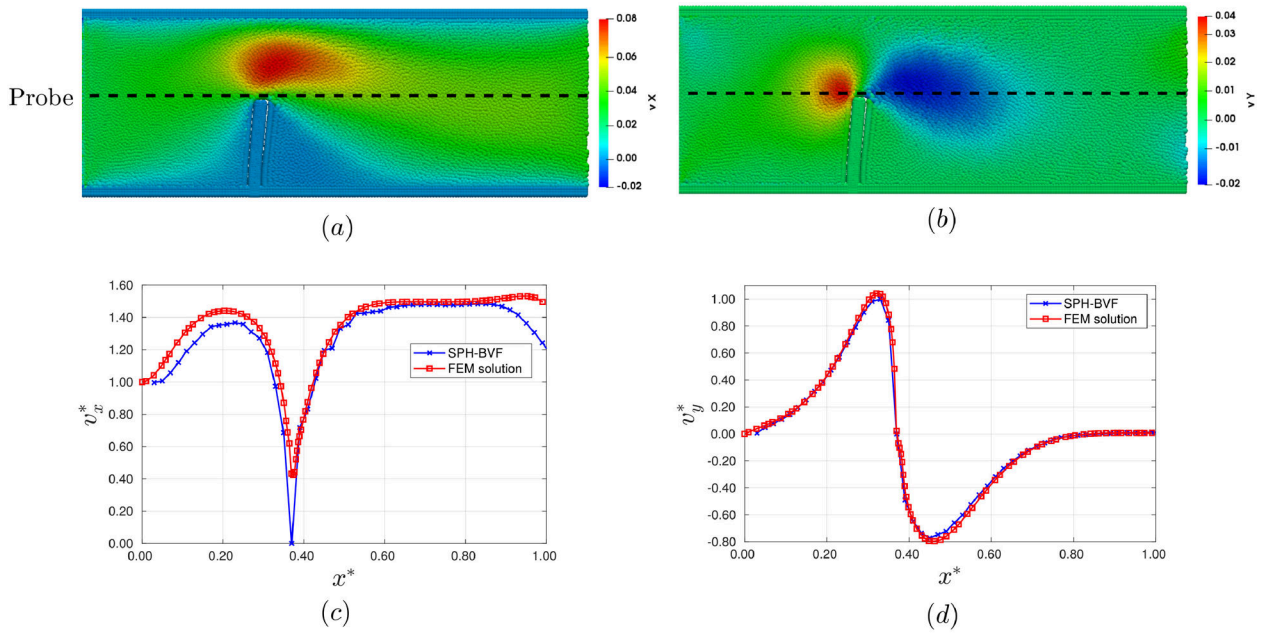 Probe
0.08
0.06
0.04
0.02
0.00
-0.02
v X
0.04
0.03
0.02
0.01
0.00
-0.01
-0.02
v Y
(a)
(b)
1.60
1.40
1.20
1.00
0.80
0.60
0.40
0.20
0.00
0.00 0.20 0.40 0.60 0.80 1.00
v*x
x*
SPH-BVF
FEM solution
(c)
1.00
0.80
0.60
0.40
0.20
0.00
-0.20
-0.40
-0.60
-0.80
0.00 0.20 0.40 0.60 0.80 1.00
v*y
x*
SPH-BVF
FEM solution
(d)